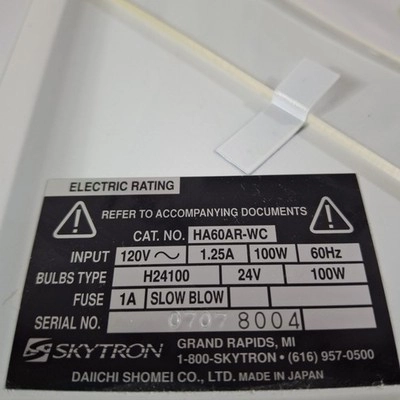 ELECTRIC RATING
REFER TO ACCOMPANYING DOCUMENTS
CAT. NO. HA60AR-WC
INPUT 120V ~ 1.25A 100W 60Hz
BULBS TYPE H24100 24V 100W
FUSE 1A SLOW BLOW
SERIAL NO. 0707 8004
SKYTRON GRAND RAPIDS, MI
1-800-SKYTRON • (616) 957-0500
DAIICHI SHOMEI CO., LTD. MADE IN JAPAN